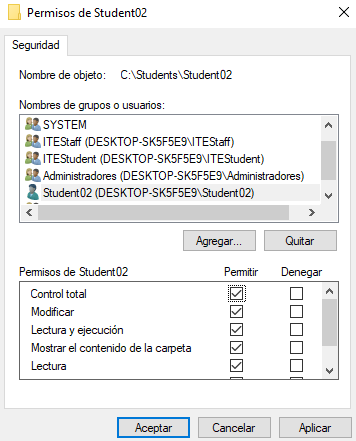 Permisos de Student02
Seguridad
Nombre de objeto: C:\Students\Student02
Nombres de grupos o usuarios:
SYSTEM
ITEStaff (DESKTOP-SK5F5E9\ITEStaff)
ITEStudent (DESKTOP-SK5F5E9\ITEStudent)
Administradores (DESKTOP-SK5F5E9\Administradores)
Student02 (DESKTOP-SK5F5E9\Student02)
Agregar... Quitar
Permisos de Student02 Permitir Denegar
Control total
Modificar
Lectura y ejecución
Mostrar el contenido de la carpeta
Lectura
Aceptar Cancelar Aplicar